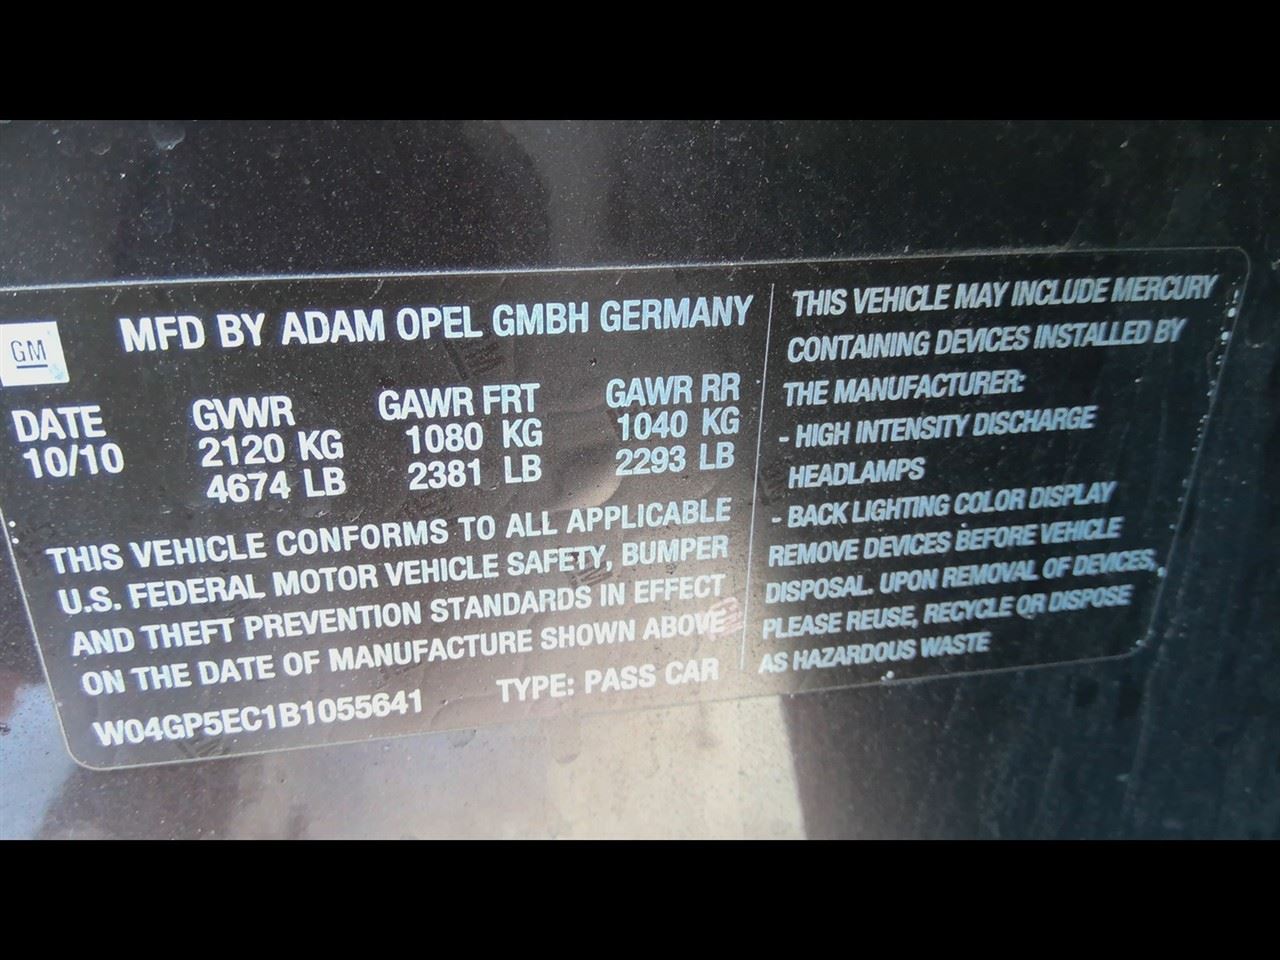 GM
MFD BY ADAM OPEL GMBH GERMANY
DATE GVWR GAWR FRT GAWR RR
10/10 2120 KG 1080 KG 1040 KG
4674 LB 2381 LB 2293 LB
THIS VEHICLE CONFORMS TO ALL APPLICABLE
U.S. FEDERAL MOTOR VEHICLE SAFETY, BUMPER
AND THEFT PREVENTION STANDARDS IN EFFECT
ON THE DATE OF MANUFACTURE SHOWN ABOVE
W04GP5EC1B1055641 TYPE: PASS CAR
THIS VEHICLE MAY INCLUDE MERCURY
CONTAINING DEVICES INSTALLED BY
THE MANUFACTURER:
- HIGH INTENSITY DISCHARGE
HEADLAMPS
- BACK LIGHTING COLOR DISPLAY
REMOVE DEVICES BEFORE VEHICLE
DISPOSAL. UPON REMOVAL OF DEVICES,
PLEASE REUSE, RECYCLE OR DISPOSE
AS HAZARDOUS WASTE